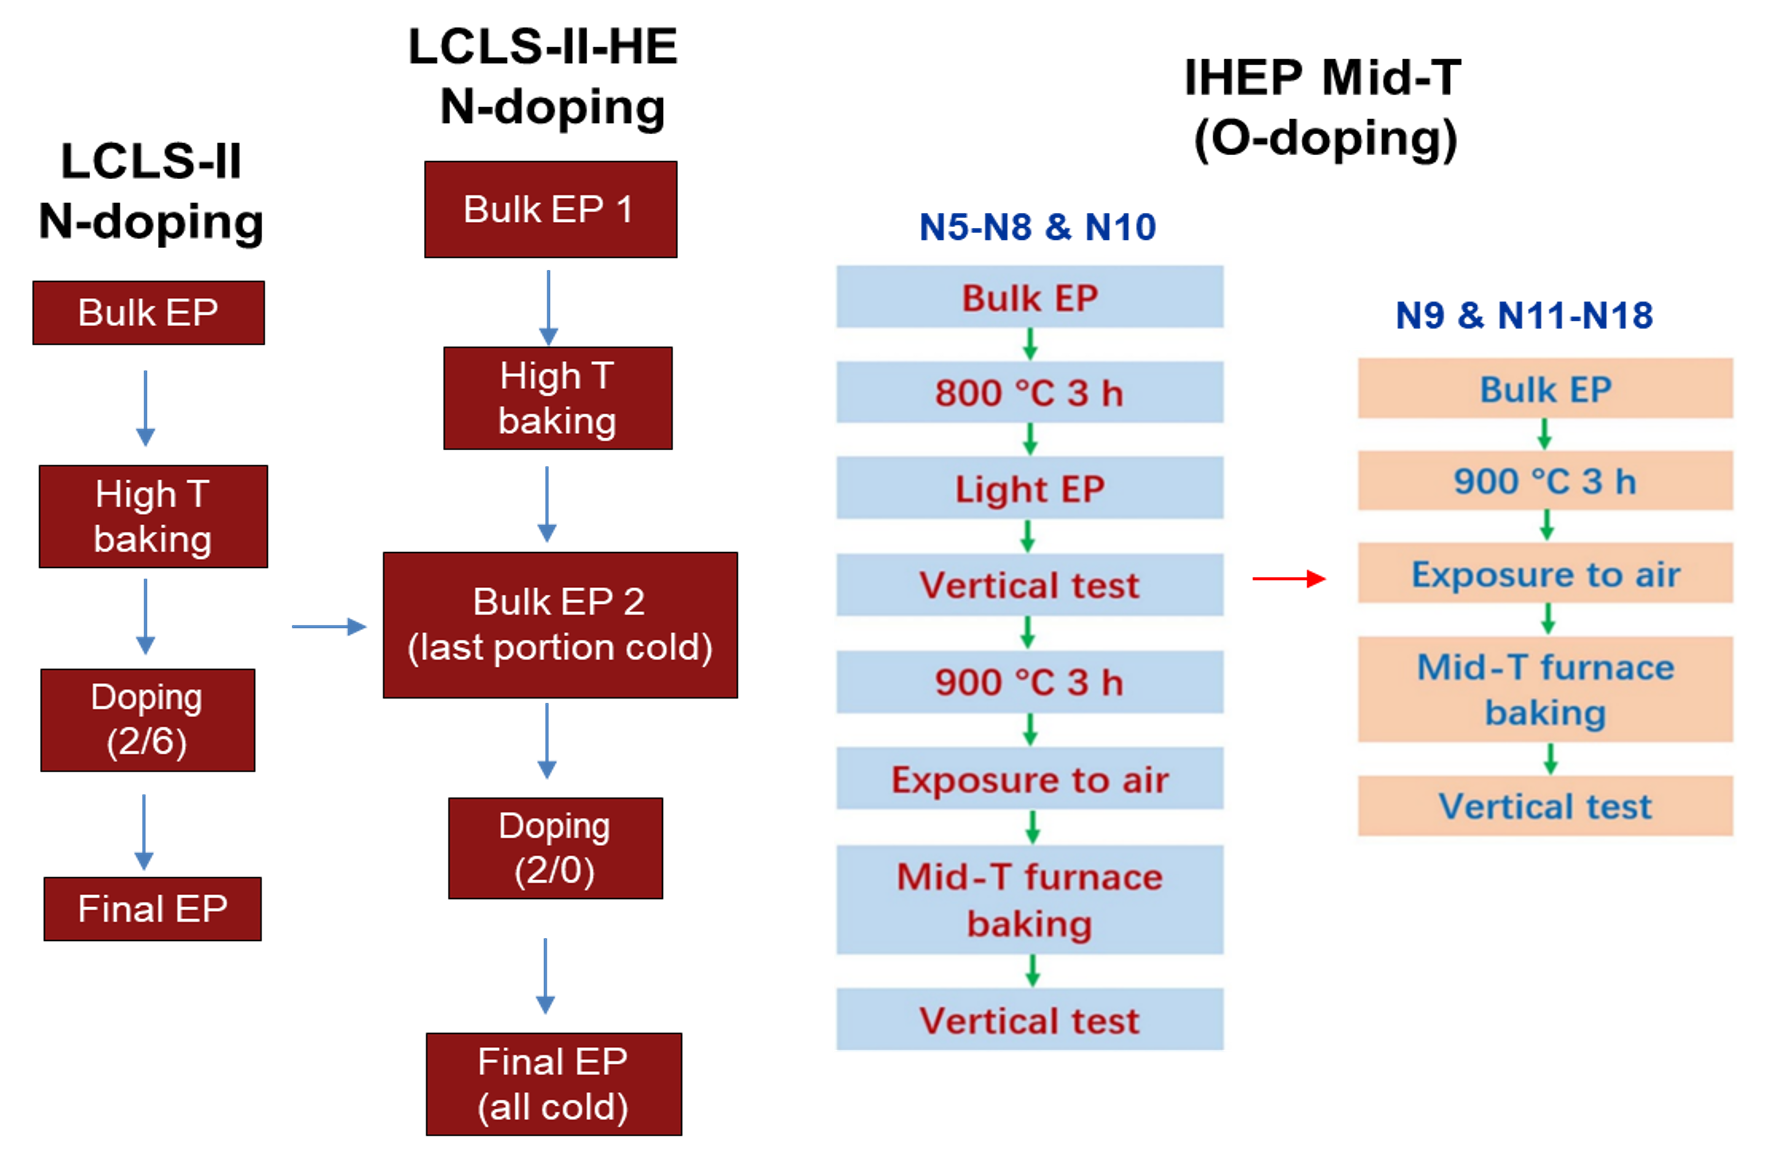 LCLS-II
N-doping
Bulk EP
High T
baking
Doping
(2/6)
Final EP
LCLS-II-HE
N-doping
Bulk EP 1
High T
baking
Bulk EP 2
(last portion cold)
Doping
(2/0)
Final EP
(all cold)
IHEP Mid-T
(O-doping)
N5-N8 & N10
Bulk EP
800 °C 3 h
Light EP
Vertical test
900 °C 3 h
Exposure to air
Mid-T furnace
baking
Vertical test
N9 & N11-N18
Bulk EP
900 °C 3 h
Exposure to air
Mid-T furnace
baking
Vertical test